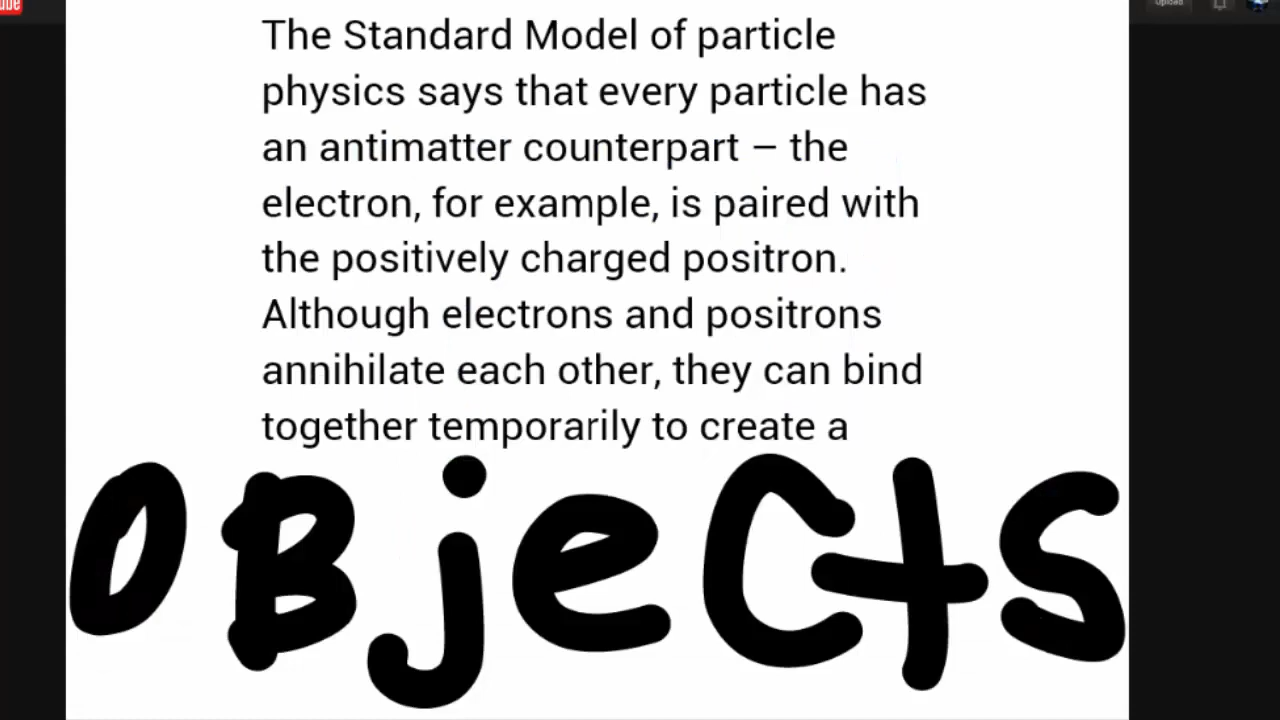 ube
Upload
The Standard Model of particle
physics says that every particle has
an antimatter counterpart – the
electron, for example, is paired with
the positively charged positron.
Although electrons and positrons
annihilate each other, they can bind
together temporarily to create a
OBjeCts